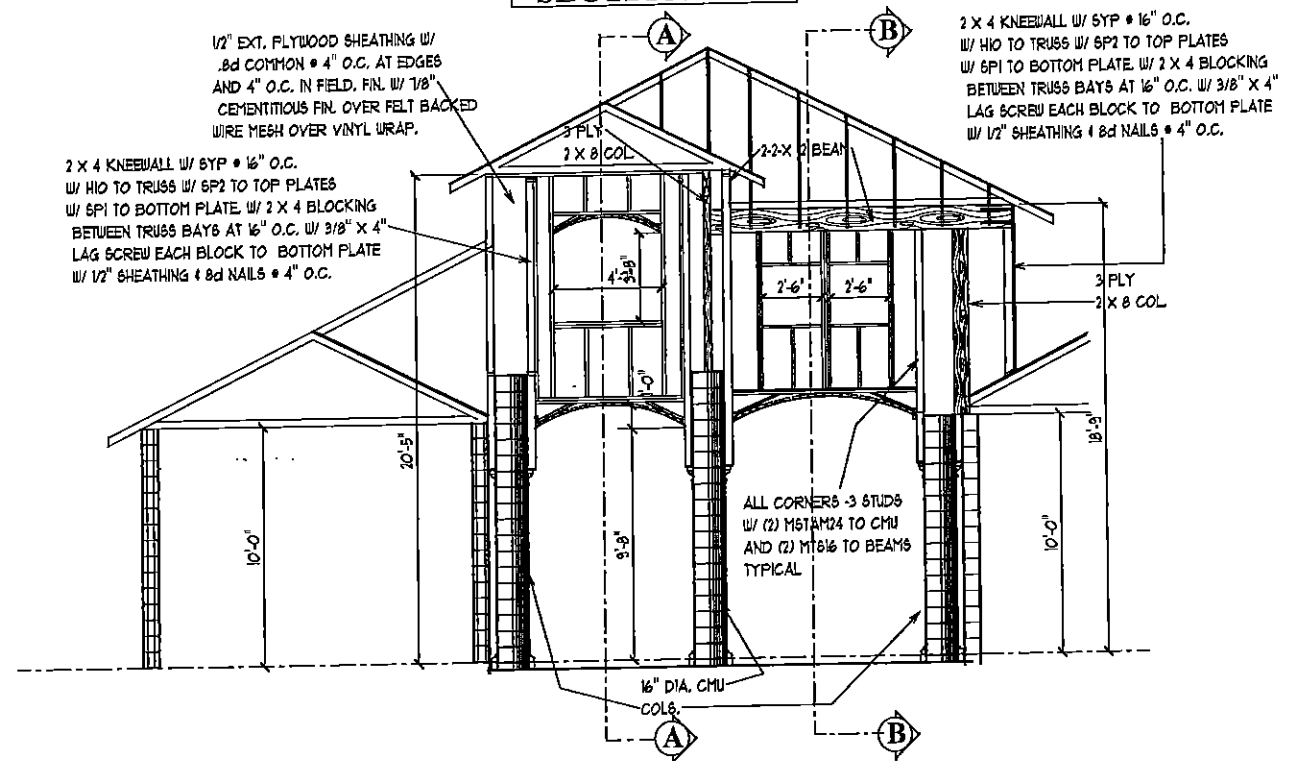 A
B
1/2" EXT. PLYWOOD SHEATHING W/
.8d COMMON @ 4" O.C. AT EDGES
AND 4" O.C. IN FIELD, FIN. W/ 7/8"
CEMENTITIOUS FIN. OVER FELT BACKED
WIRE MESH OVER VINYL WRAP.
2 X 4 KNEEWALL W/ SYP @ 16" O.C.
W/ H10 TO TRUSS W/ SP2 TO TOP PLATES
W/ SP1 TO BOTTOM PLATE W/ 2 X 4 BLOCKING
BETWEEN TRUSS BAYS AT 16" O.C. W/ 3/8" X 4"
LAG SCREW EACH BLOCK TO BOTTOM PLATE
W/ 1/2" SHEATHING & 8d NAILS @ 4" O.C.
3 PLY
2 X 8 COL
2-2-X 2 BEAM
2 X 4 KNEEWALL W/ SYP @ 16" O.C.
W/ H10 TO TRUSS W/ SP2 TO TOP PLATES
W/ SP1 TO BOTTOM PLATE W/ 2 X 4 BLOCKING
BETWEEN TRUSS BAYS AT 16" O.C. W/ 3/8" X 4"
LAG SCREW EACH BLOCK TO BOTTOM PLATE
W/ 1/2" SHEATHING & 8d NAILS @ 4" O.C.
2'-6" 2'-6"
3 PLY
2 X 8 COL
20'-5"
18'-9"
10'-0"
9'-8"
10'-0"
ALL CORNERS -3 STUDS
W/ (2) MSTAM24 TO CMU
AND (2) MTS16 TO BEAMS
TYPICAL
16" DIA. CMU
COLS.
A
B